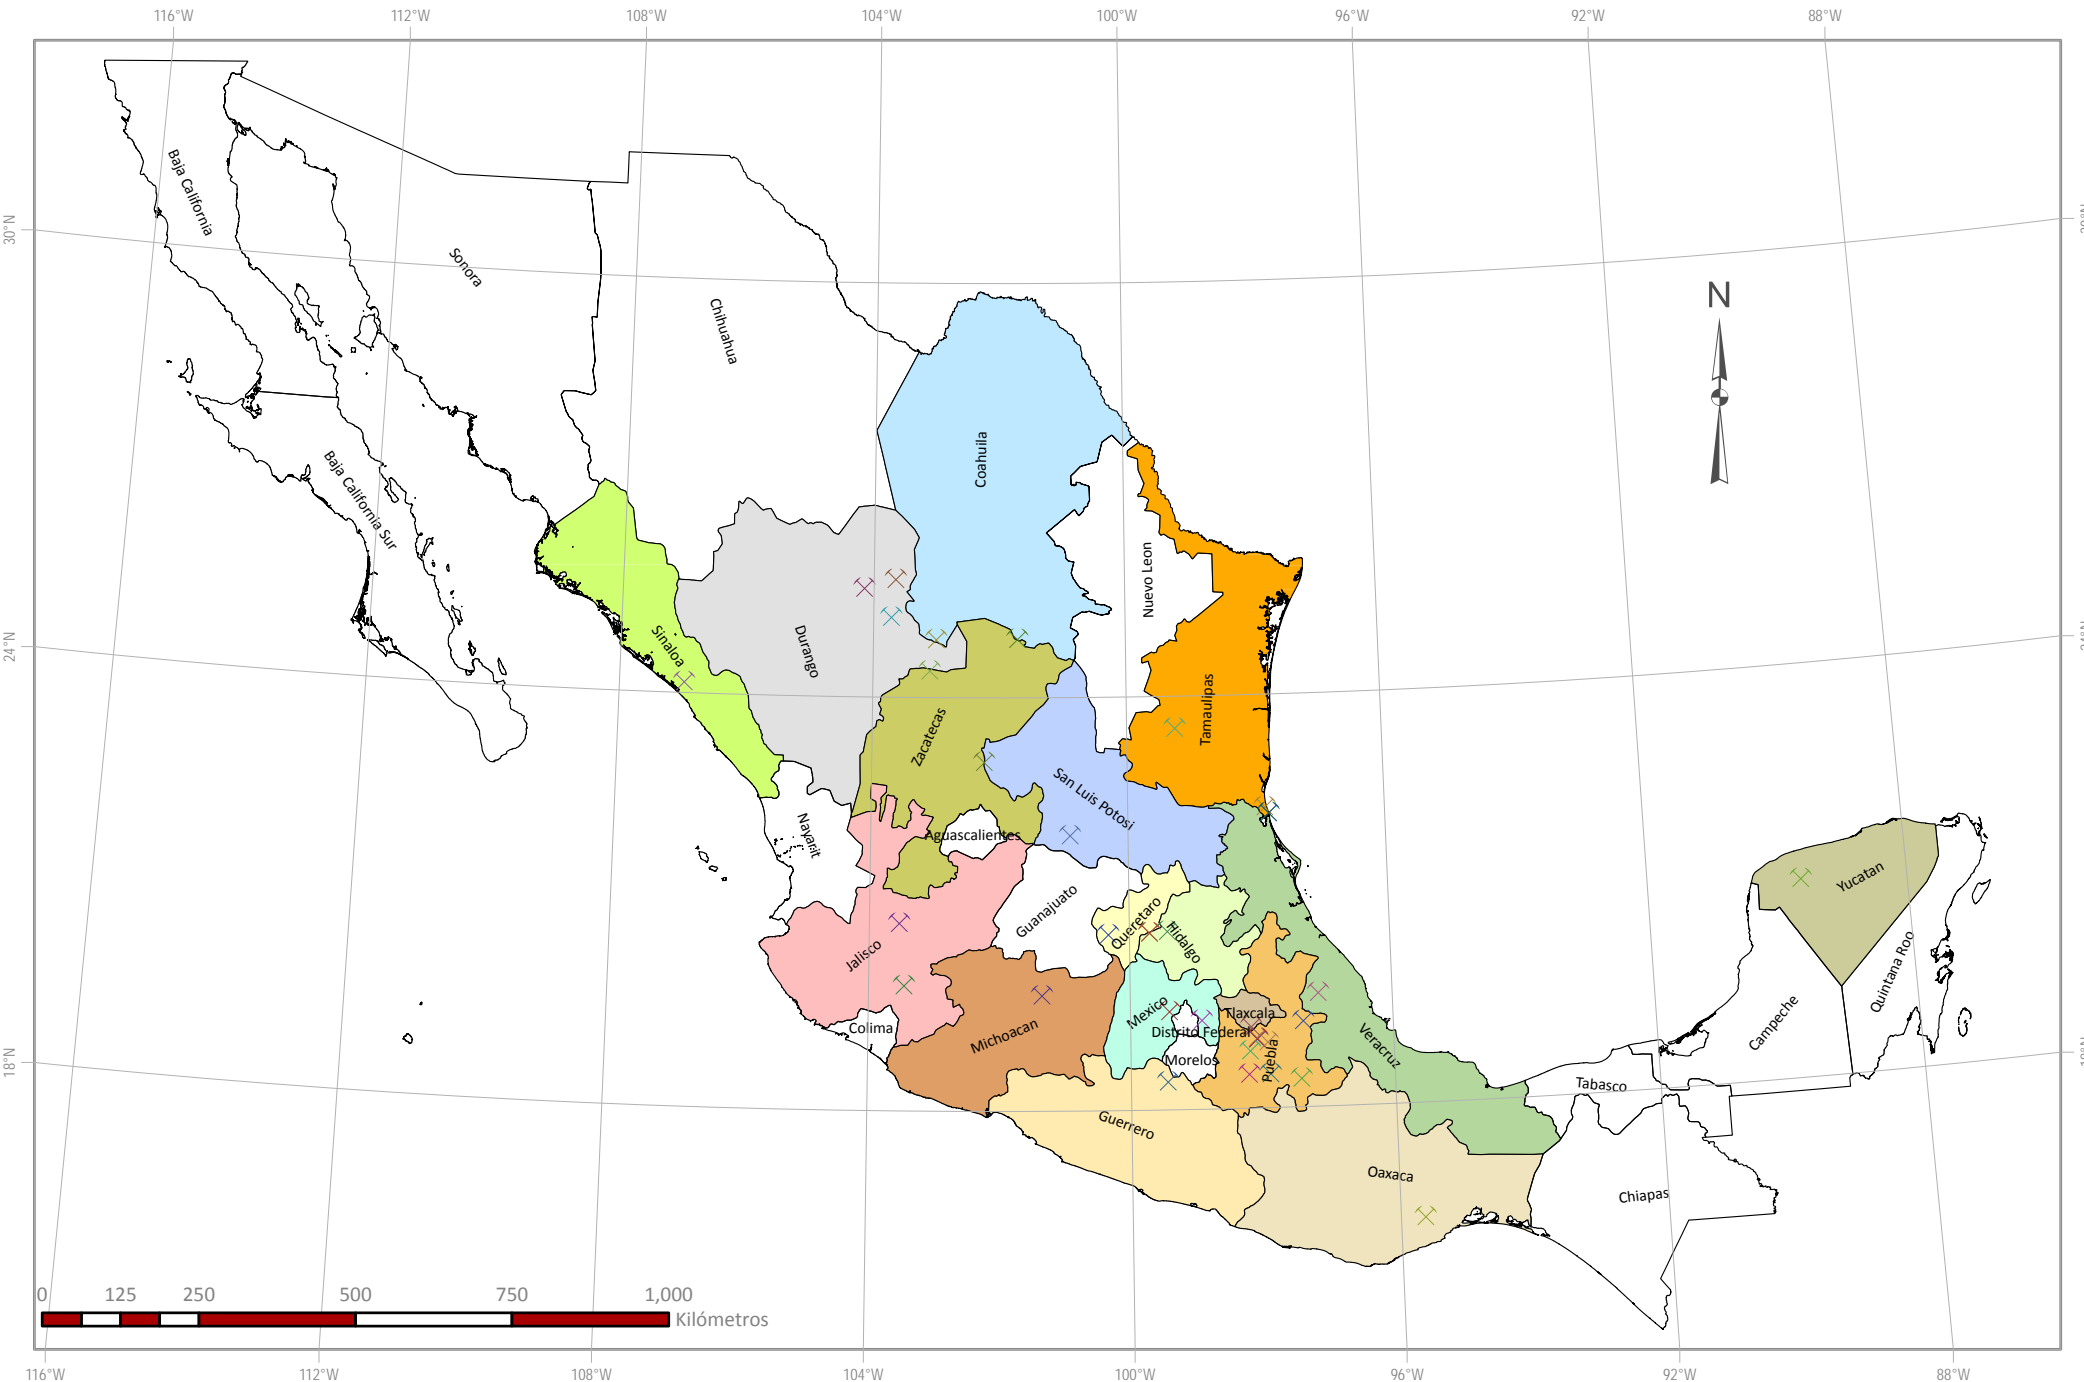 116°W 112°W 108°W 104°W 100°W 96°W 92°W 88°W
30°N
Baja California
Sonora
Chihuahua
N
Coahuila
Baja California Sur
Nuevo Leon
24°N
Sinaloa
Durango
Tamaulipas
Zacatecas
San Luis Potosi
Nayarit
Aguascalientes
Yucatan
Guanajuato
Queretaro
Hidalgo
Jalisco
Quintana Roo
Mexico
Tlaxcala
Campeche
Colima
Distrito Federal
Michoacan
Veracruz
Morelos
Puebla
18°N
Tabasco
Guerrero
Oaxaca
Chiapas
0 125 250 500 750 1,000
Kilómetros
116°W 112°W 108°W 104°W 100°W 96°W 92°W 88°W